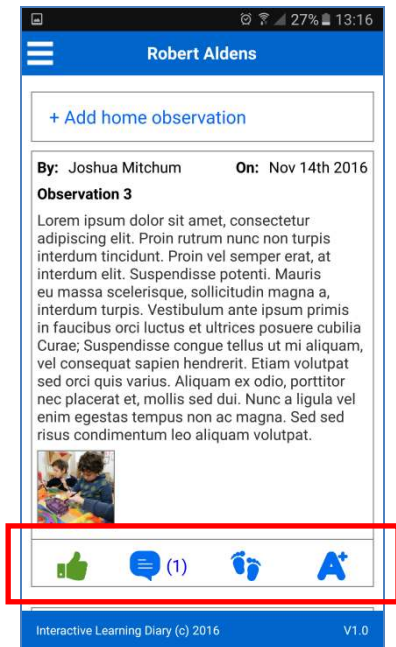 27% 13:16
Robert Aldens
+ Add home observation
By: Joshua Mitchum On: Nov 14th 2016
Observation 3
Lorem ipsum dolor sit amet, consectetur
adipiscing elit. Proin rutrum nunc non turpis
interdum tincidunt. Proin vel semper erat, at
interdum elit. Suspendisse potenti. Mauris
eu massa scelerisque, sollicitudin magna a,
interdum turpis. Vestibulum ante ipsum primis
in faucibus orci luctus et ultrices posuere cubilia
Curae; Suspendisse congue tellus ut mi aliquam,
vel consequat sapien hendrerit. Etiam volutpat
sed orci quis varius. Aliquam ex odio, porttitor
nec placerat et, mollis sed dui. Nunc a ligula vel
enim egestas tempus non ac magna. Sed sed
risus condimentum leo aliquam volutpat.
(1) A+
Interactive Learning Diary (c) 2016 V1.0